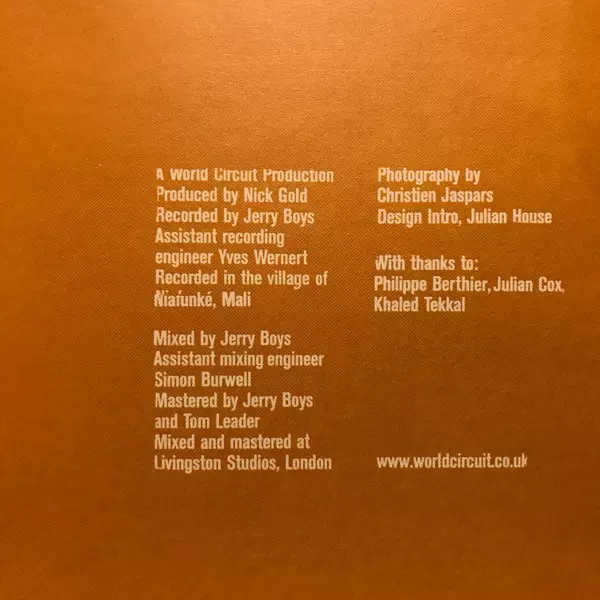 A World Circuit Production
Produced by Nick Gold
Recorded by Jerry Boys
Assistant recording
engineer Yves Wernert
Recorded in the village of
Niafunké, Mali
Mixed by Jerry Boys
Assistant mixing engineer
Simon Burwell
Mastered by Jerry Boys
and Tom Leader
Mixed and mastered at
Livingston Studios, London
Photography by
Christien Jaspars
Design Intro, Julian House
With thanks to:
Philippe Berthier, Julian Cox,
Khaled Tekkal
www.worldcircuit.co.uk